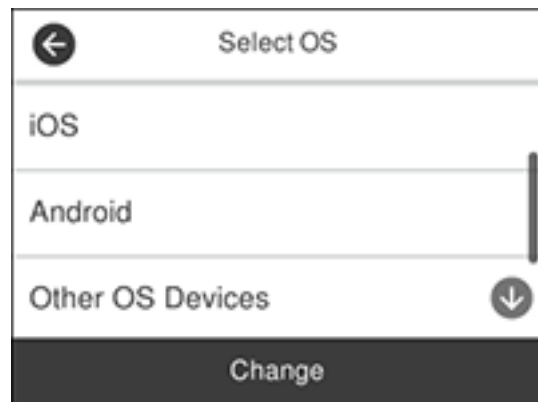 Select OS
iOS
Android
Other OS Devices
Change